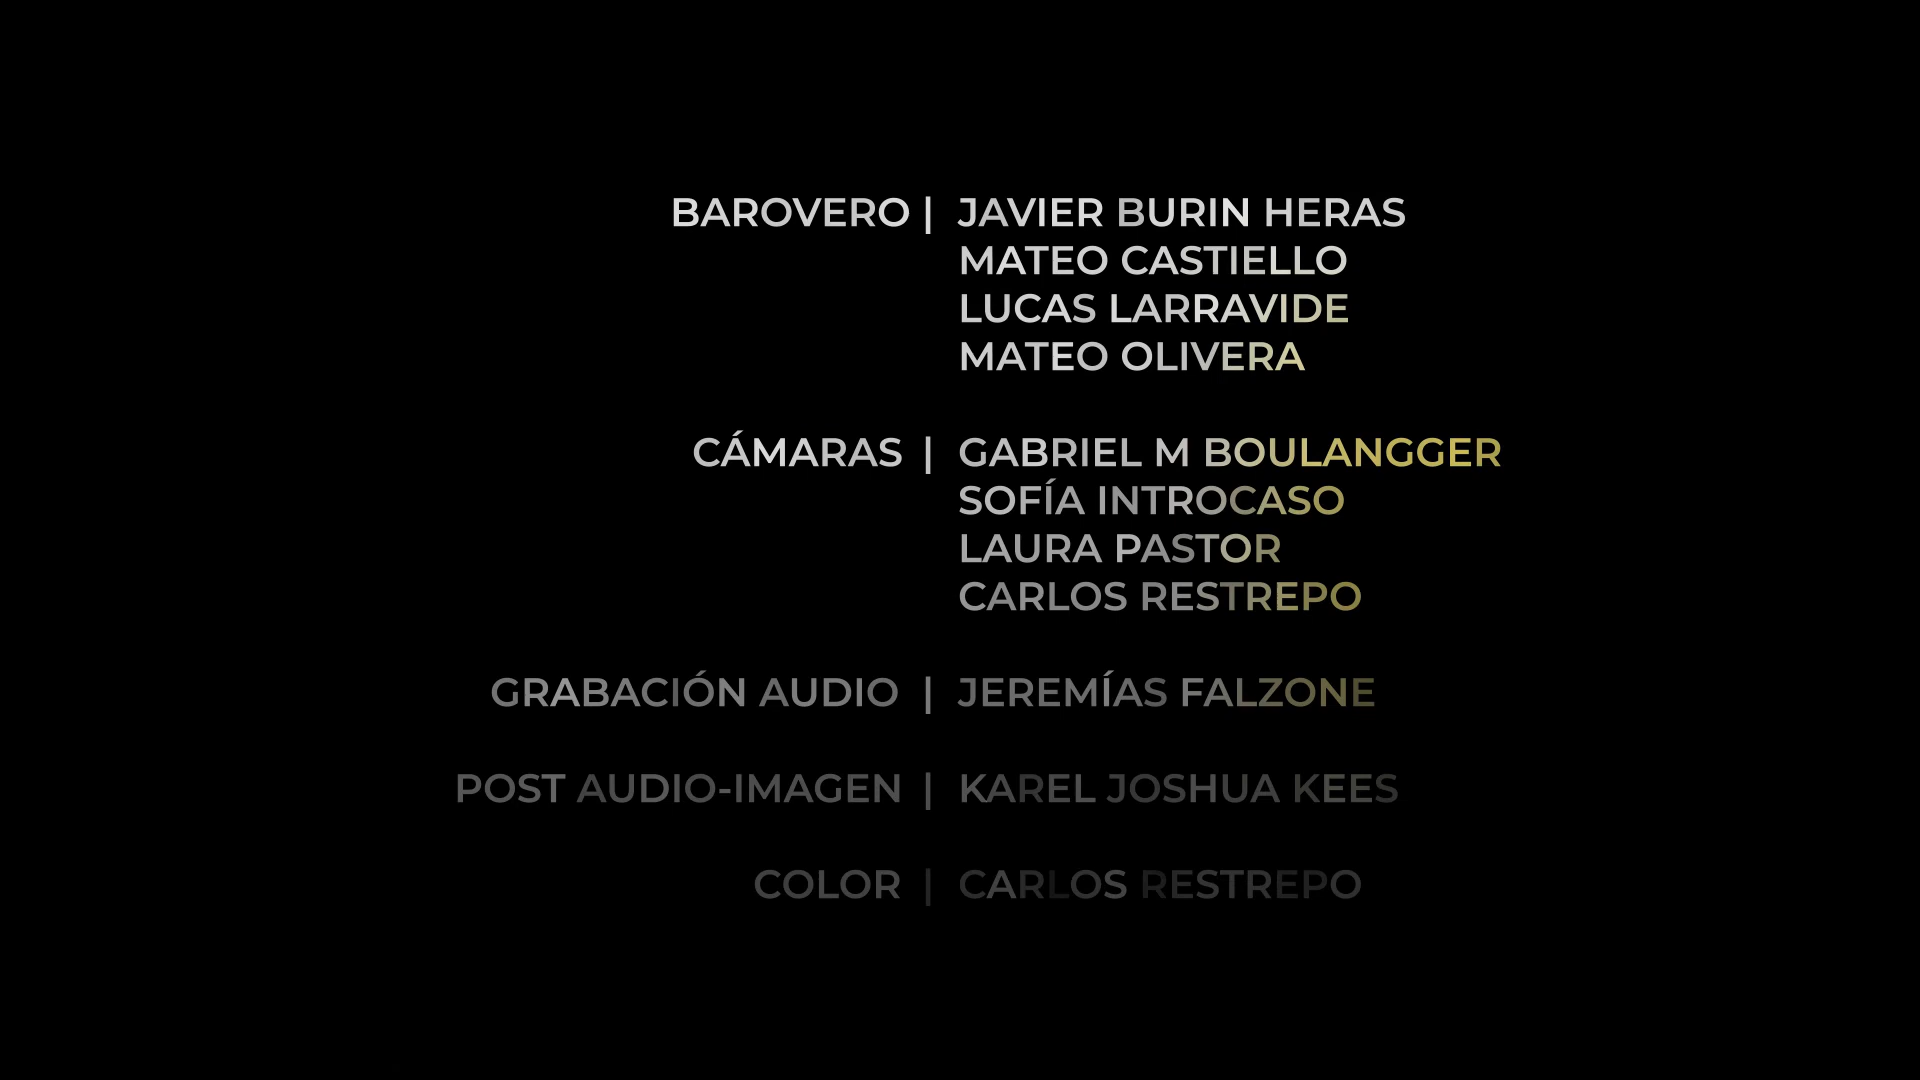 BAROVERO | JAVIER BURIN HERAS
MATEO CASTIELLO
LUCAS LARRAVIDE
MATEO OLIVERA
CÁMARAS | GABRIEL M BOULANGGER
SOFÍA INTROCASO
LAURA PASTOR
CARLOS RESTREPO
GRABACIÓN AUDIO | JEREMÍAS FALZONE
POST AUDIO-IMAGEN | KAREL JOSHUA KEES
COLOR | CARLOS RESTREPO